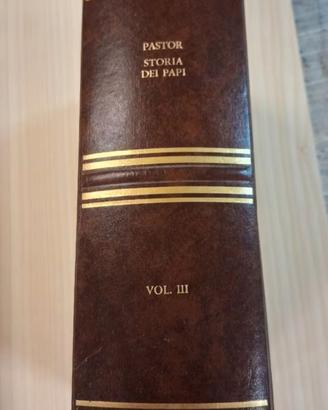 PASTOR
STORIA
DEI PAPI
VOL. III